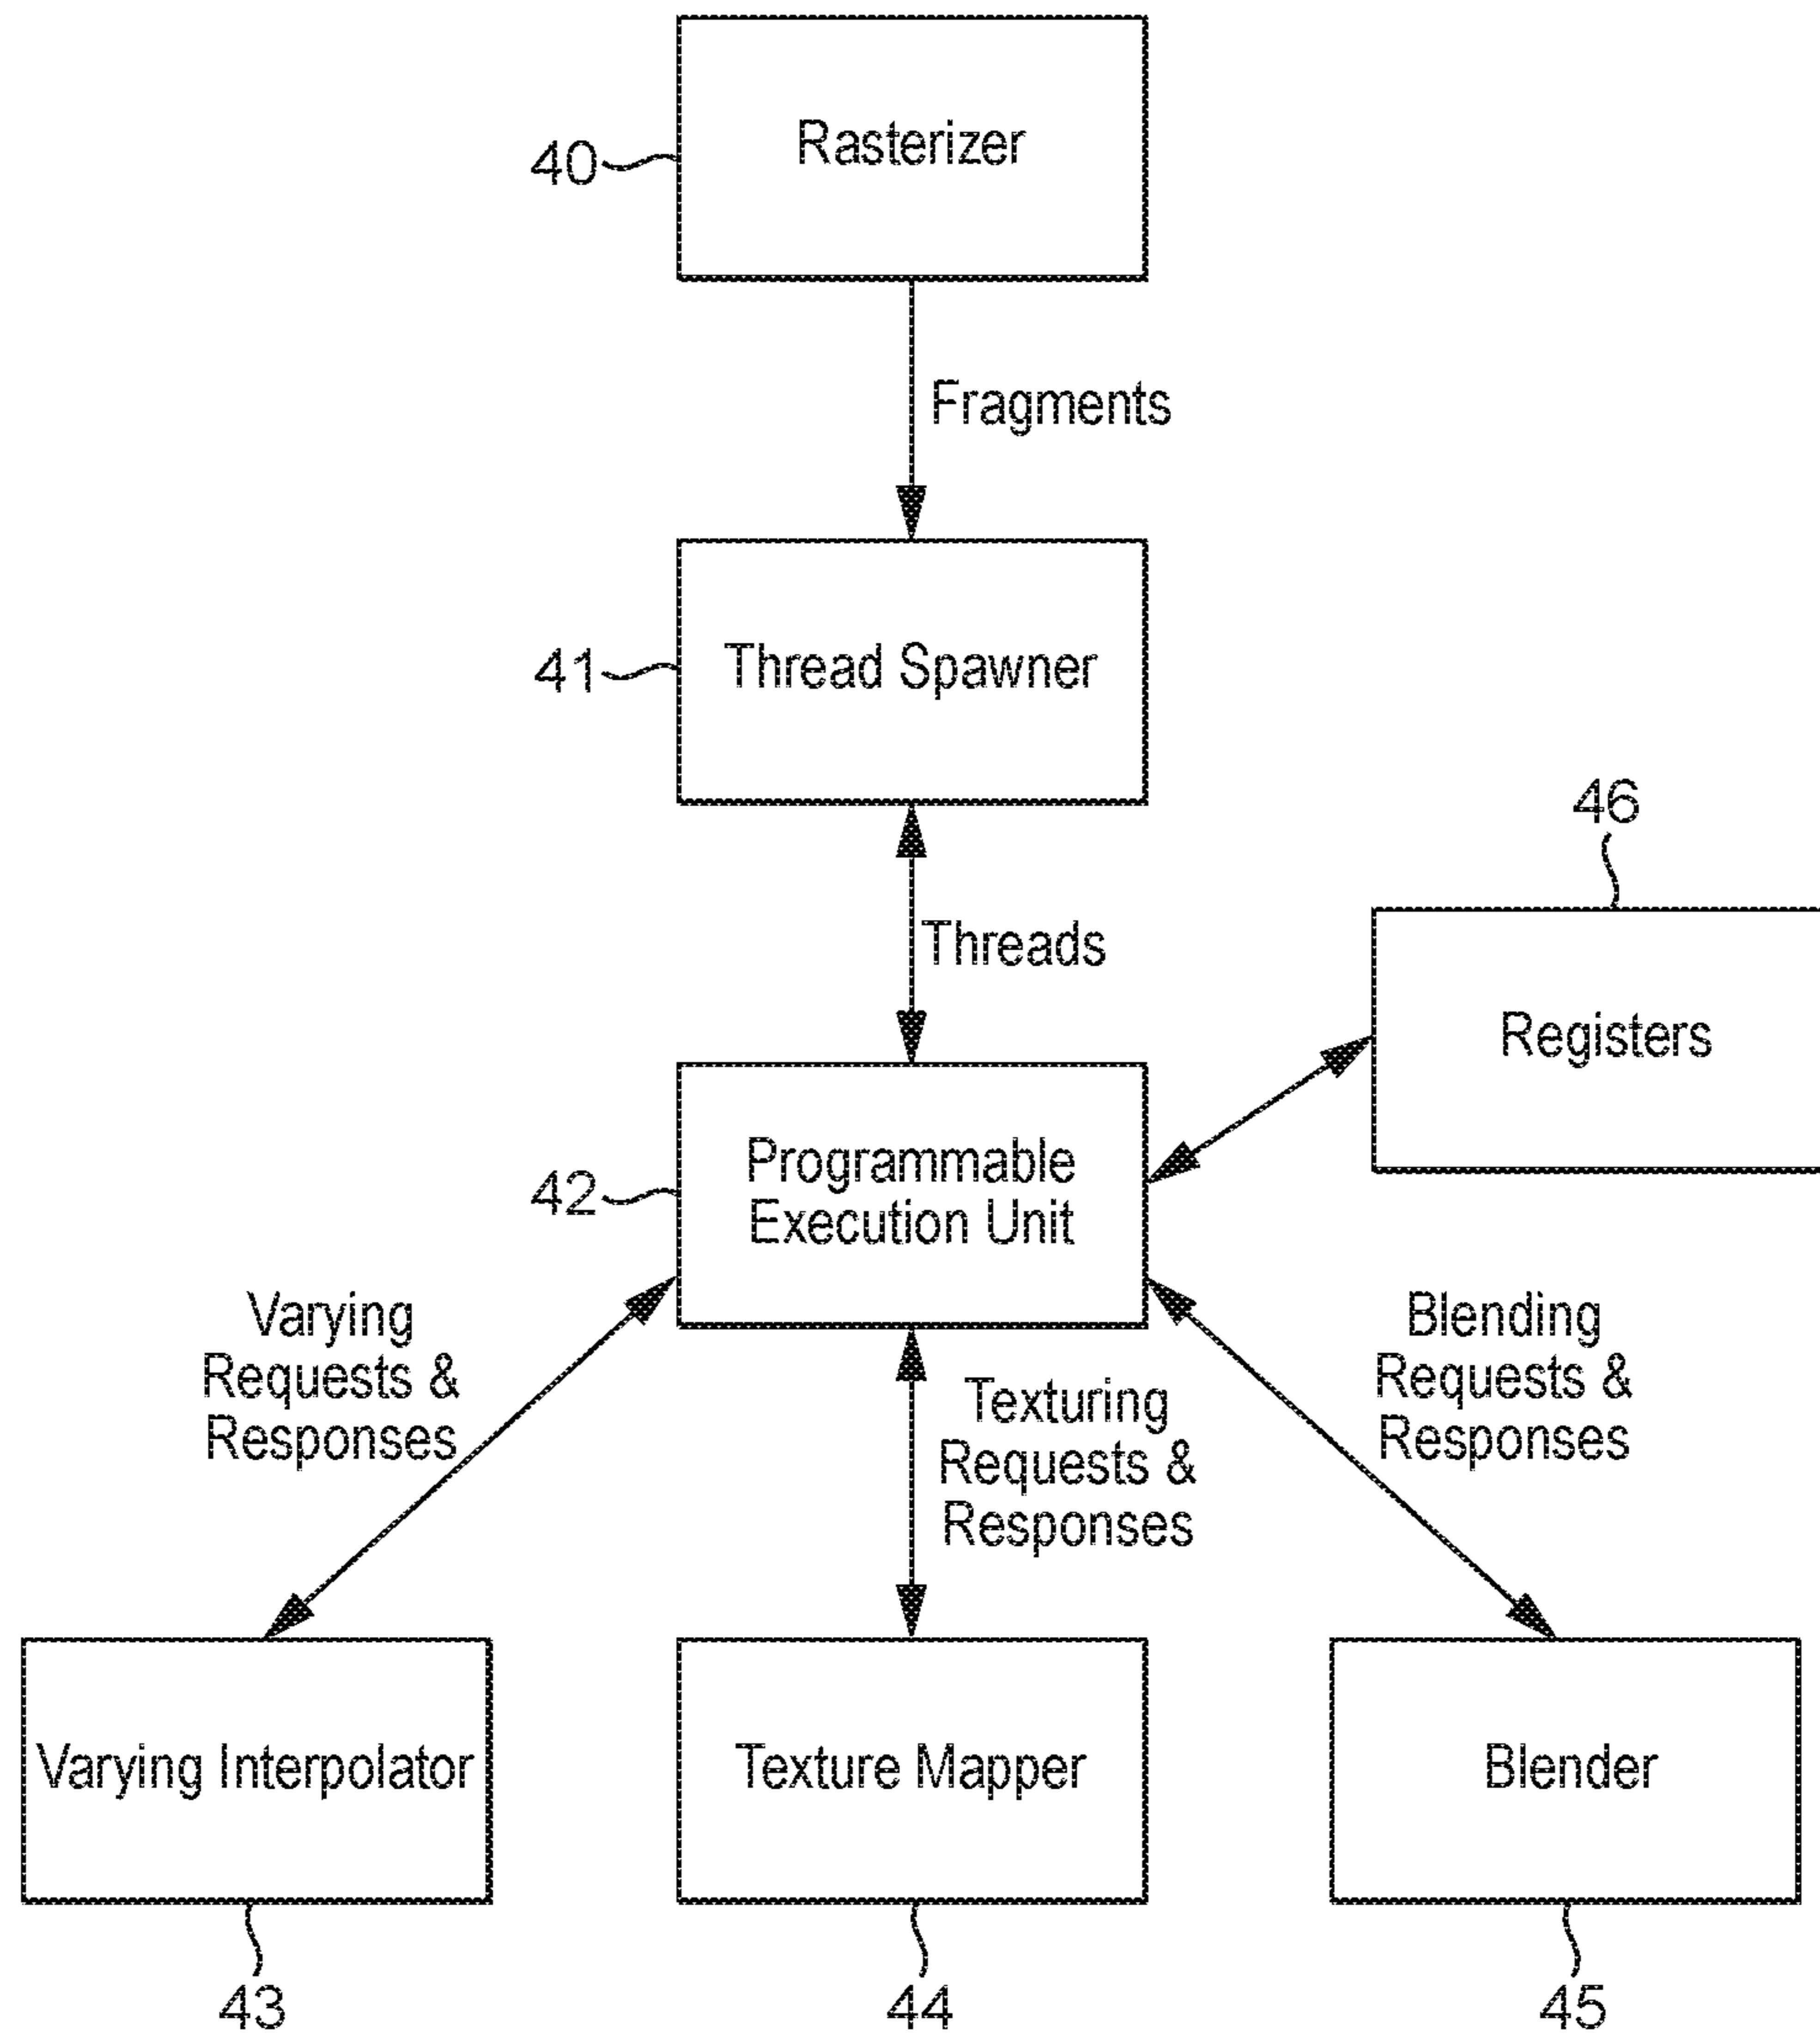 Rasterizer
40
Fragments
Thread Spawner
41
46
Threads
Registers
Programmable
Execution Unit
42
Varying
Requests &
Responses
Texturing
Requests &
Responses
Blending
Requests &
Responses
Varying Interpolator
Texture Mapper
Blender
43
44
45